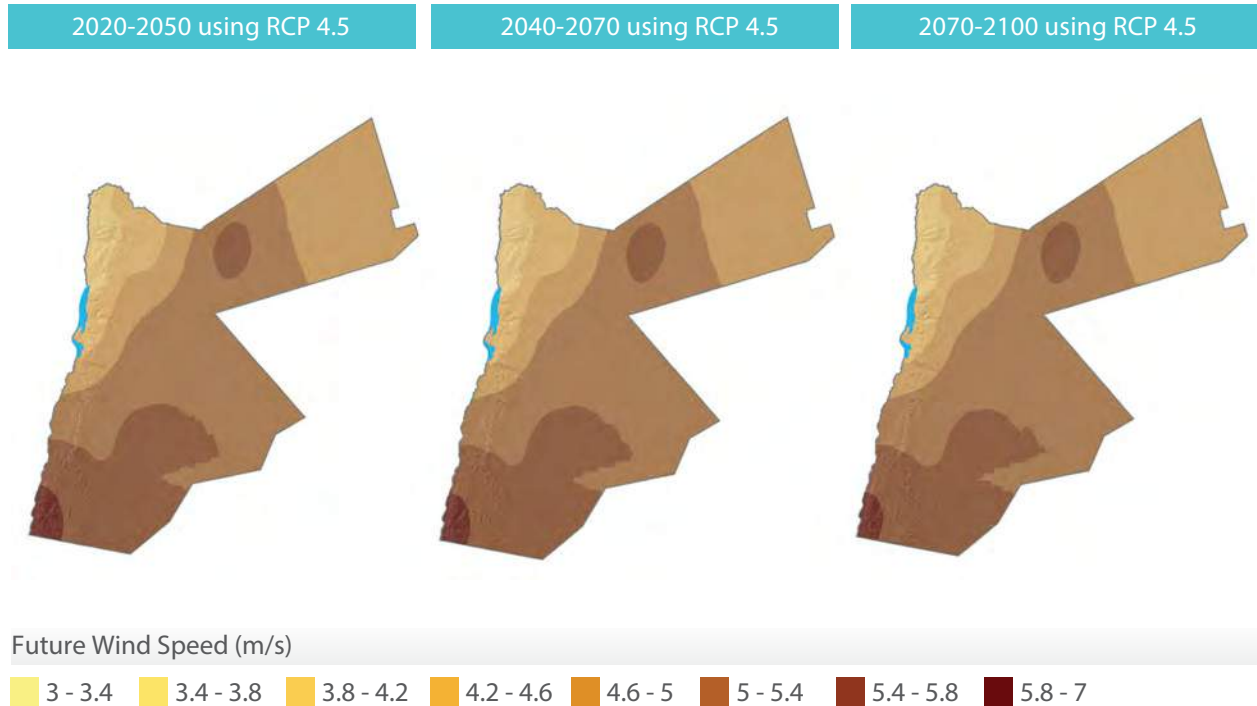 2020-2050 using RCP 4.5
2040-2070 using RCP 4.5
2070-2100 using RCP 4.5
Future Wind Speed (m/s)
3 - 3.4
3.4 - 3.8
3.8 - 4.2
4.2 - 4.6
4.6 - 5
5 - 5.4
5.4 - 5.8
5.8 - 7